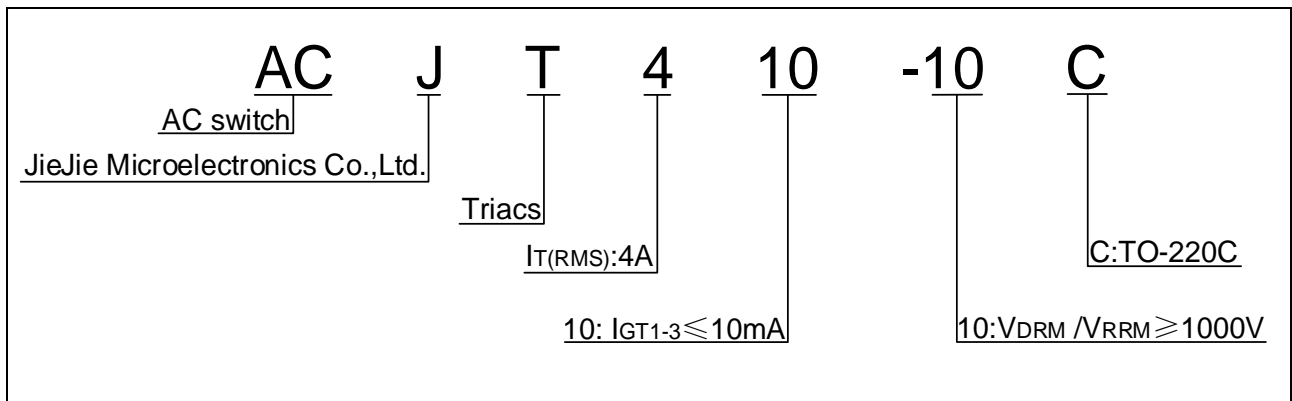 AC J T 4 10 -10 C
AC switch
JieJie Microelectronics Co.,Ltd.
Triacs
IT(RMS):4A
C:TO-220C
10: IGT1-3≤10mA
10:VDRM /VRRM≥1000V